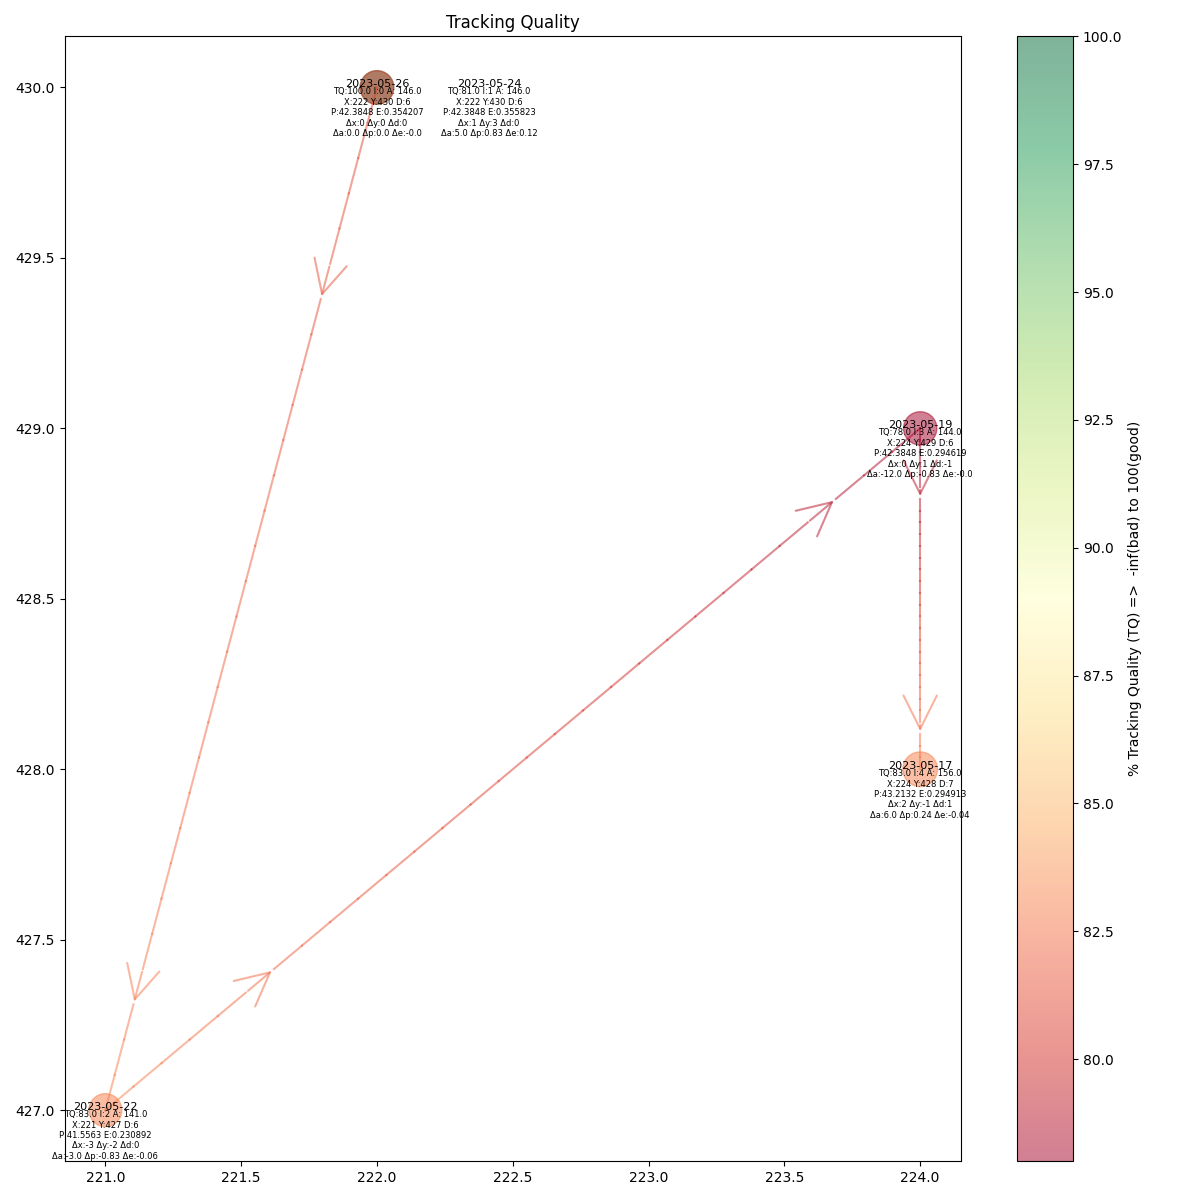 Tracking Quality
430.0
429.5
429.0
428.5
428.0
427.5
427.0
221.0
221.5
222.0
222.5
223.0
223.5
224.0
2023-05-26
TQ:100.0 I:0 A: 146.0
X:222 Y:430 D:6
P:42.3848 E:0.354207
Δx:0 Δy:0 Δd:0
Δa:0.0 Δp:0.0 Δe:-0.0
2023-05-24
TQ:81.0 I:1 A: 146.0
X:222 Y:430 D:6
P:42.3848 E:0.355823
Δx:1 Δy:3 Δd:0
Δa:5.0 Δp:0.83 Δe:0.12
2023-05-19
TQ:78.0 I:3 A: 144.0
X:224 Y:429 D:6
P:42.3848 E:0.294619
Δx:0 Δy:1 Δd:-1
Δa:-12.0 Δp:-0.83 Δe:-0.0
2023-05-17
TQ:83.0 I:4 A: 156.0
X:224 Y:428 D:7
P:43.2132 E:0.294913
Δx:2 Δy:-1 Δd:1
Δa:6.0 Δp:0.24 Δe:-0.04
2023-05-22
TQ:83.0 I:2 A: 141.0
X:221 Y:427 D:6
P:41.5563 E:0.230892
Δx:-3 Δy:-2 Δd:0
Δa:-3.0 Δp:-0.83 Δe:-0.06
100.0
97.5
95.0
92.5
90.0
87.5
85.0
82.5
80.0
% Tracking Quality (TQ) =>  -inf(bad) to 100(good)